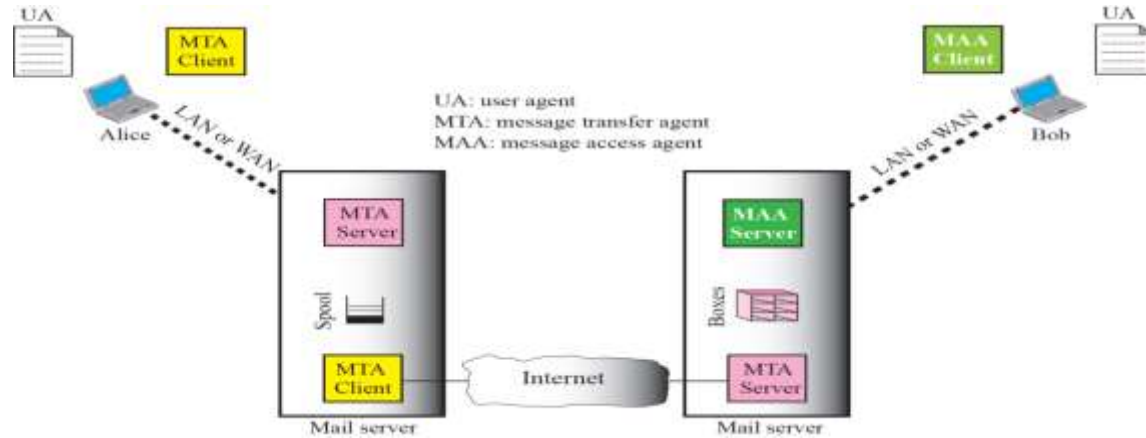 UA
MTA
Client
Alice
LAN or WAN
UA: user agent
MTA: message transfer agent
MAA: message access agent
UA
MAA
Client
Bob
LAN or WAN
MTA
Server
Spool
MTA
Client
Mail server
Internet
MAA
Server
Boxes
MTA
Server
Mail server